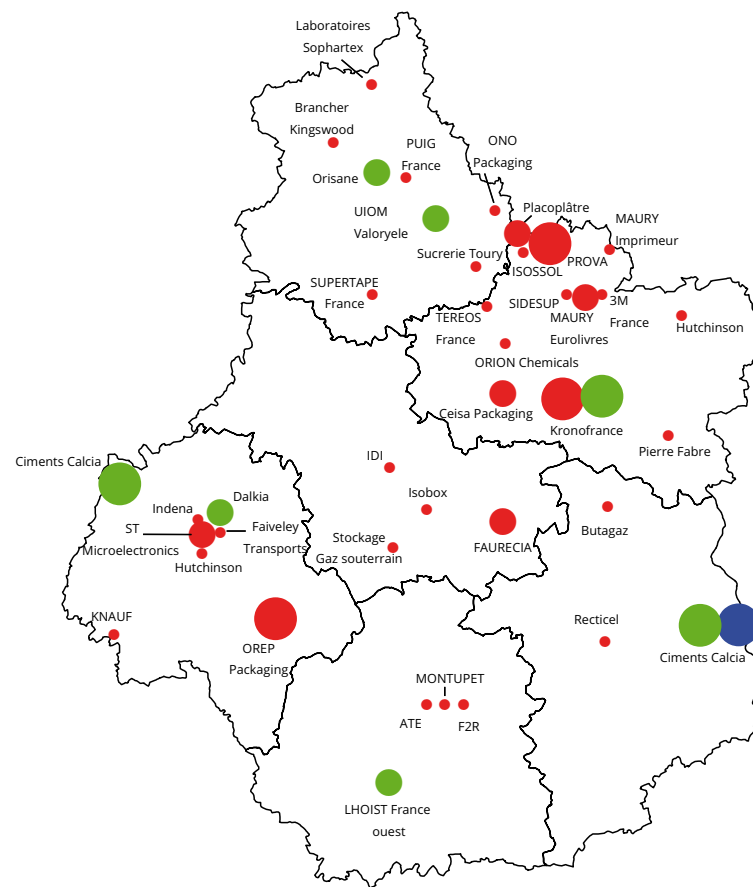 Laboratoires
Sophartex
Brancher
Kingswood
PUIG
France
ONO
Packaging
Orisane
UIOM
Valoryele
Placoplâtre
MAURY
Imprimeur
Sucrerie Toury
ISOSSOL
PROVA
SUPERTAPE
France
SIDESUP
3M
France
TEREOS
France
MAURY
Eurolivres
Hutchinson
ORION Chemicals
Ceisa Packaging
Kronofrance
Pierre Fabre
Ciments Calcia
IDI
Dalkia
Indena
Isobox
ST
Microelectronics
Faiveley
Transports
Hutchinson
Stockage
Gaz souterrain
FAURECIA
Butagaz
KNAUF
Recticel
OREP
Packaging
Ciments Calcia
MONTUPET
ATE
F2R
LHOIST France
ouest